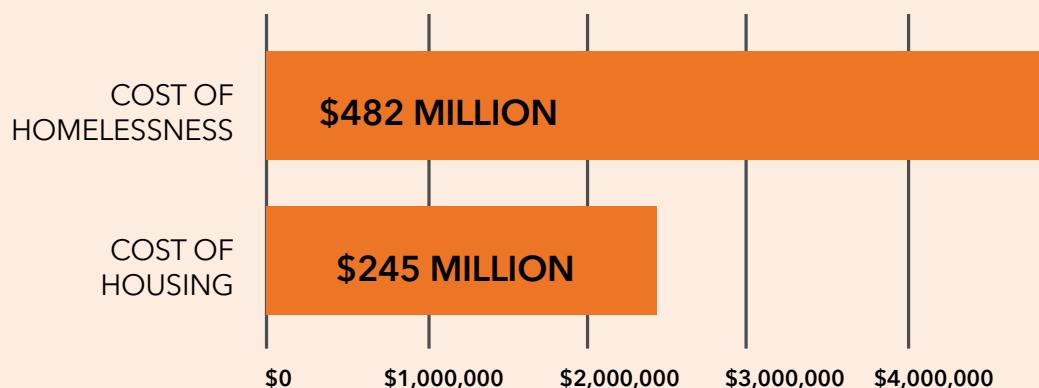 COST OF
HOMELESSNESS
$482 MILLION
COST OF
HOUSING
$245 MILLION
$0 $1,000,000 $2,000,000 $3,000,000 $4,000,000